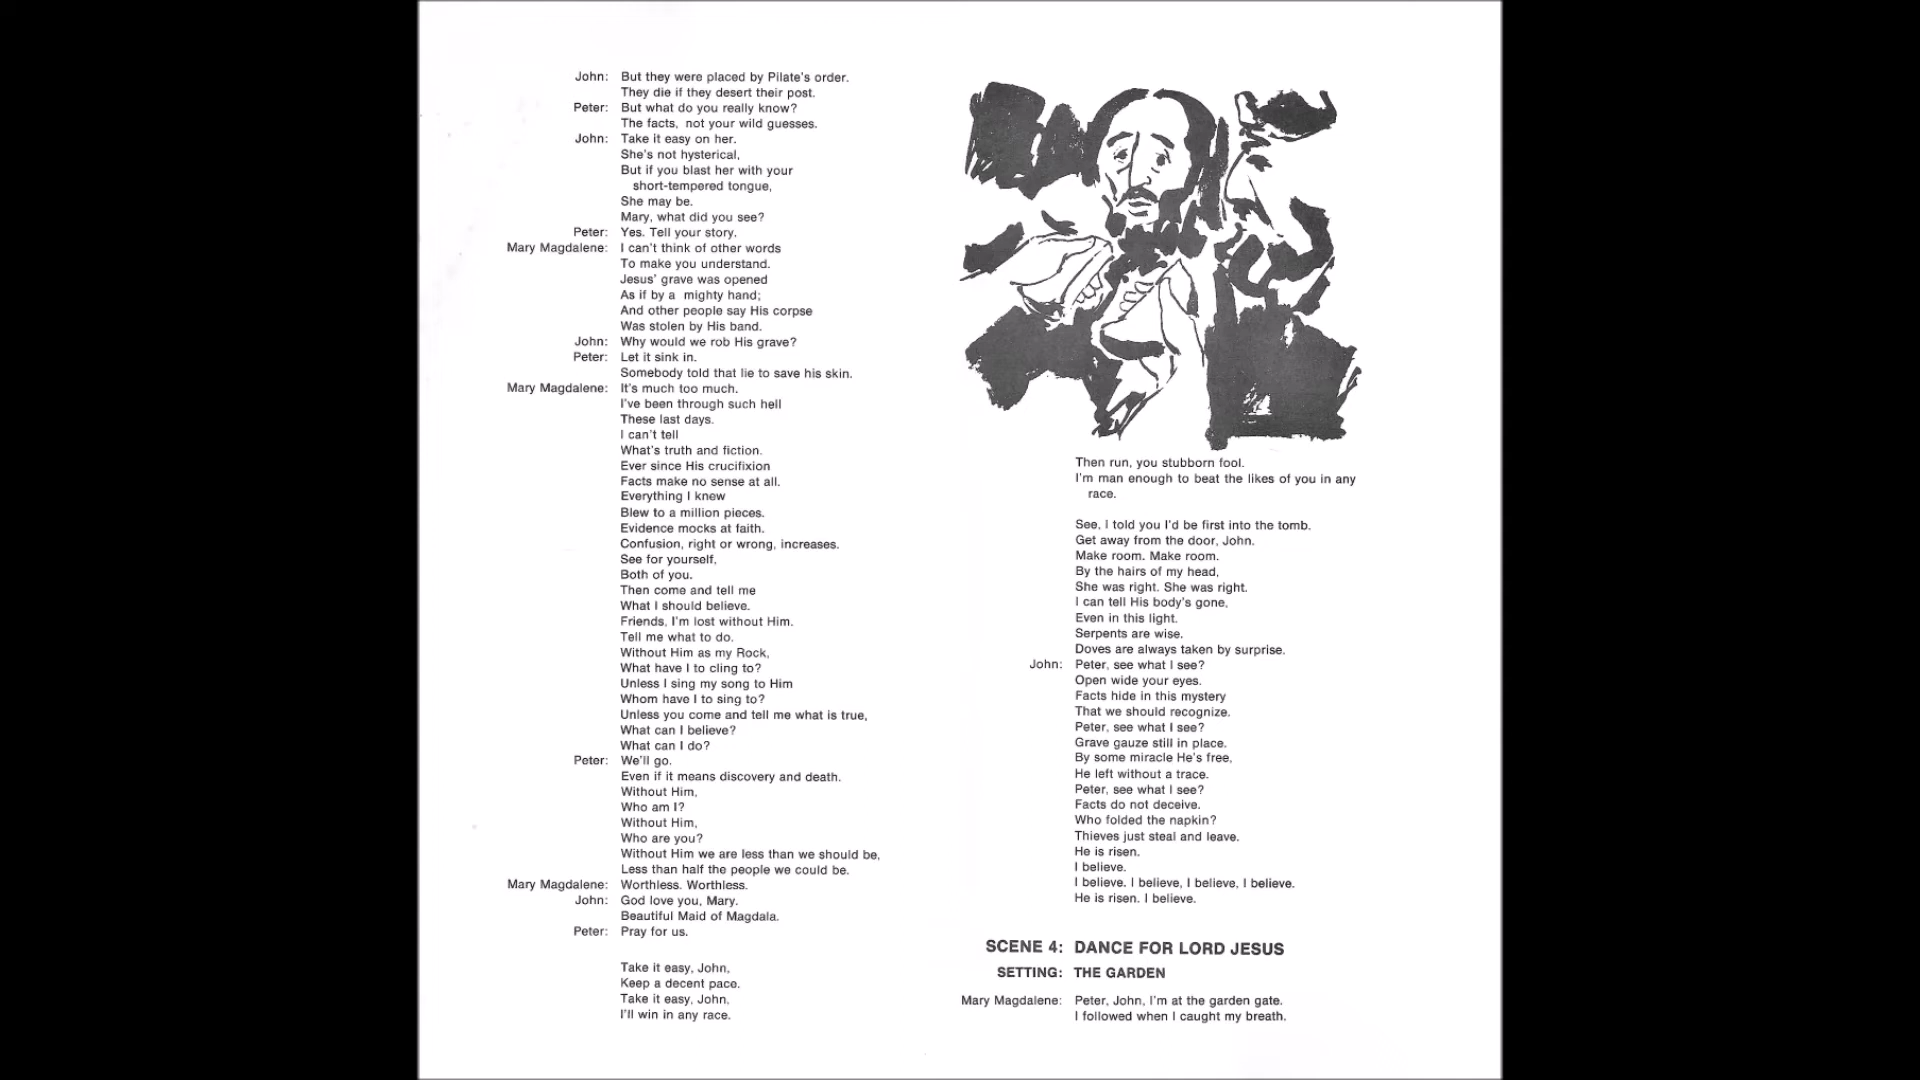 John: But they were placed by Pilate's order.
They die if they desert their post.
Peter: But what do you really know?
The facts, not your wild guesses.
John: Take it easy on her.
She's not hysterical,
But if you blast her with your
short-tempered tongue,
She may be.
Mary, what did you see?
Peter: Yes. Tell your story.
Mary Magdalene: I can't think of other words
To make you understand.
Jesus' grave was opened
As if by a mighty hand;
And other people say His corpse
Was stolen by His band.
John: Why would we rob His grave?
Peter: Let it sink in.
Somebody told that lie to save his skin.
Mary Magdalene: It's much too much.
I've been through such hell
These last days.
I can't tell
What's truth and fiction.
Ever since His crucifixion
Facts make no sense at all.
Everything I knew
Blew to a million pieces.
Evidence mocks at faith.
Confusion, right or wrong, increases.
See for yourself,
Both of you.
Then come and tell me
What I should believe.
Friends, I'm lost without Him.
Tell me what to do.
Without Him as my Rock,
What have I to cling to?
Unless I sing my song to Him
Whom have I to sing to?
Unless you come and tell me what is true,
What can I believe?
What can I do?
Peter: We'll go.
Even if it means discovery and death.
Without Him,
Who am I?
Without Him,
Who are you?
Without Him we are less than we should be,
Less than half the people we could be.
Mary Magdalene: Worthless. Worthless.
John: God love you, Mary.
Beautiful Maid of Magdala.
Peter: Pray for us.
Take it easy, John,
Keep a decent pace.
Take it easy, John,
I'll win in any race.
Then run, you stubborn fool.
I'm man enough to beat the likes of you in any
race.
See, I told you I'd be first into the tomb.
Get away from the door, John.
Make room. Make room.
By the hairs of my head,
She was right. She was right.
I can tell His body's gone,
Even in this light.
Serpents are wise.
Doves are always taken by surprise.
John: Peter, see what I see?
Open wide your eyes.
Facts hide in this mystery
That we should recognize.
Peter, see what I see?
Grave gauze still in place.
By some miracle He's free,
He left without a trace.
Peter, see what I see?
Facts do not deceive.
Who folded the napkin?
Thieves just steal and leave.
He is risen.
I believe.
I believe. I believe, I believe, I believe.
He is risen. I believe.
SCENE 4: DANCE FOR LORD JESUS
SETTING: THE GARDEN
Mary Magdalene: Peter, John, I'm at the garden gate.
I followed when I caught my breath.